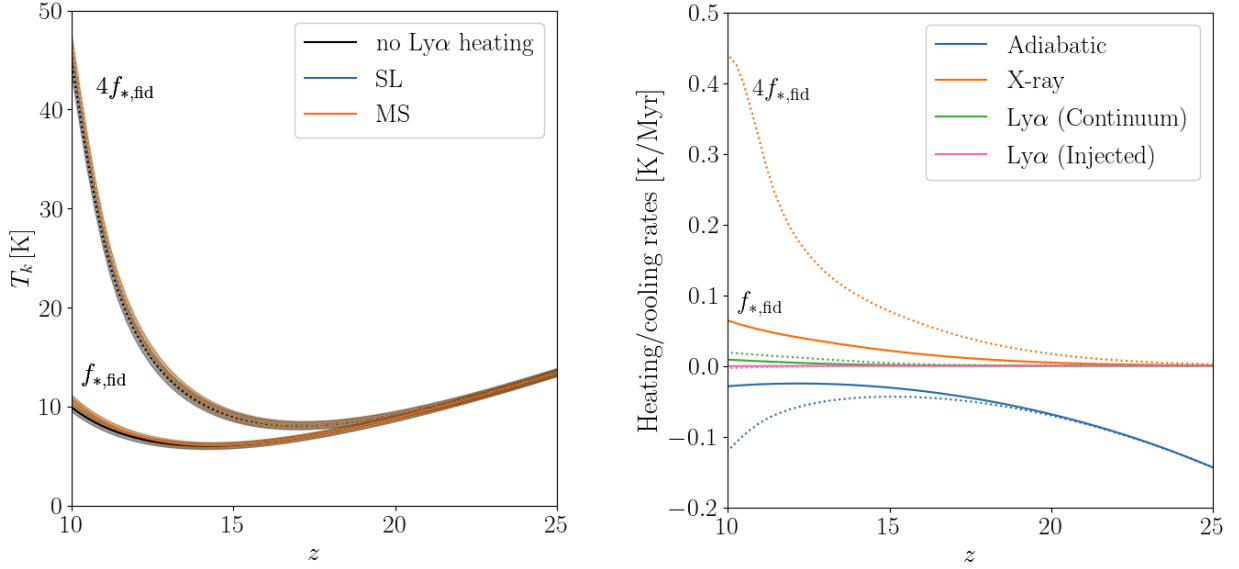 50
40
30
20
10
0
T_k [K]
10
15
20
25
z
no Lyα heating
SL
MS
4f_{*,fid}
f_{*,fid}
0.5
0.4
0.3
0.2
0.1
0.0
−0.1
−0.2
Heating/cooling rates [K/Myr]
10
15
20
25
z
Adiabatic
X-ray
Lyα (Continuum)
Lyα (Injected)
4f_{*,fid}
f_{*,fid}